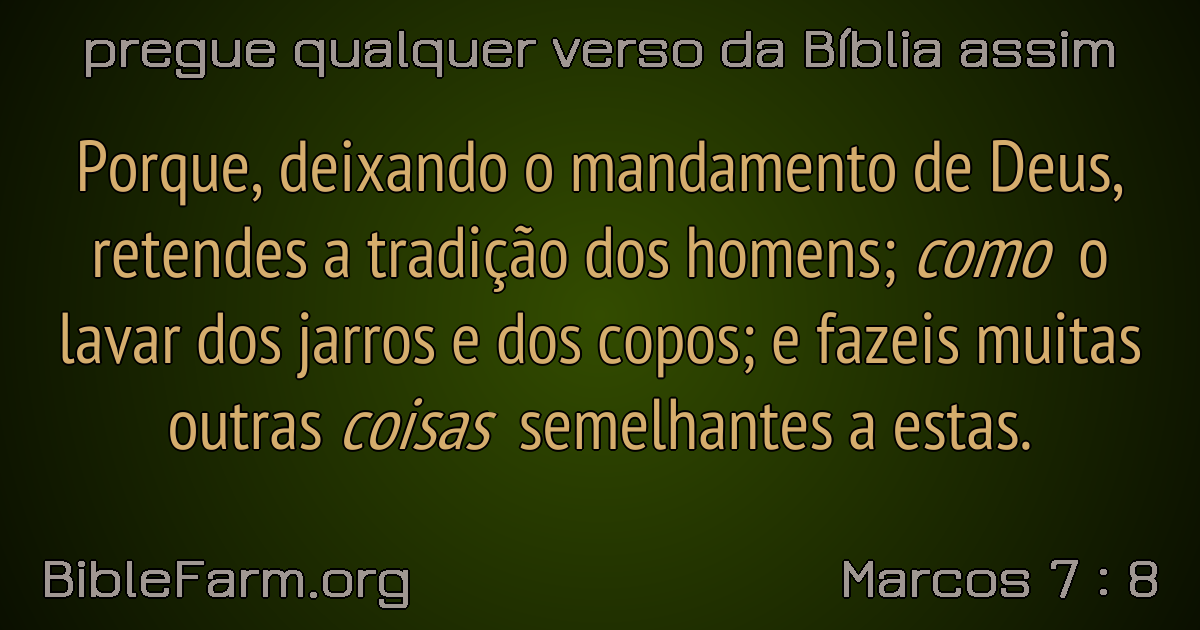 pregue qualquer verso da Bíblia assim
Porque, deixando o mandamento de Deus,
retendes a tradição dos homens; como o
lavar dos jarros e dos copos; e fazeis muitas
outras coisas semelhantes a estas.
BibleFarm.org
Marcos 7 : 8